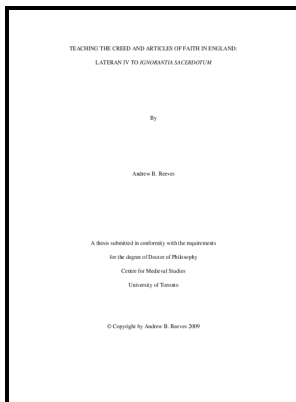 TEACHING THE CREED AND ARTICLES OF FAITH IN ENGLAND:
LATERAN IV TO IGNORANTIA SACERDOTUM
By
Andrew B. Reeves
A thesis submitted in conformity with the requirements
for the degree of Doctor of Philosophy
Centre for Medieval Studies
University of Toronto
© Copyright by Andrew B. Reeves 2009